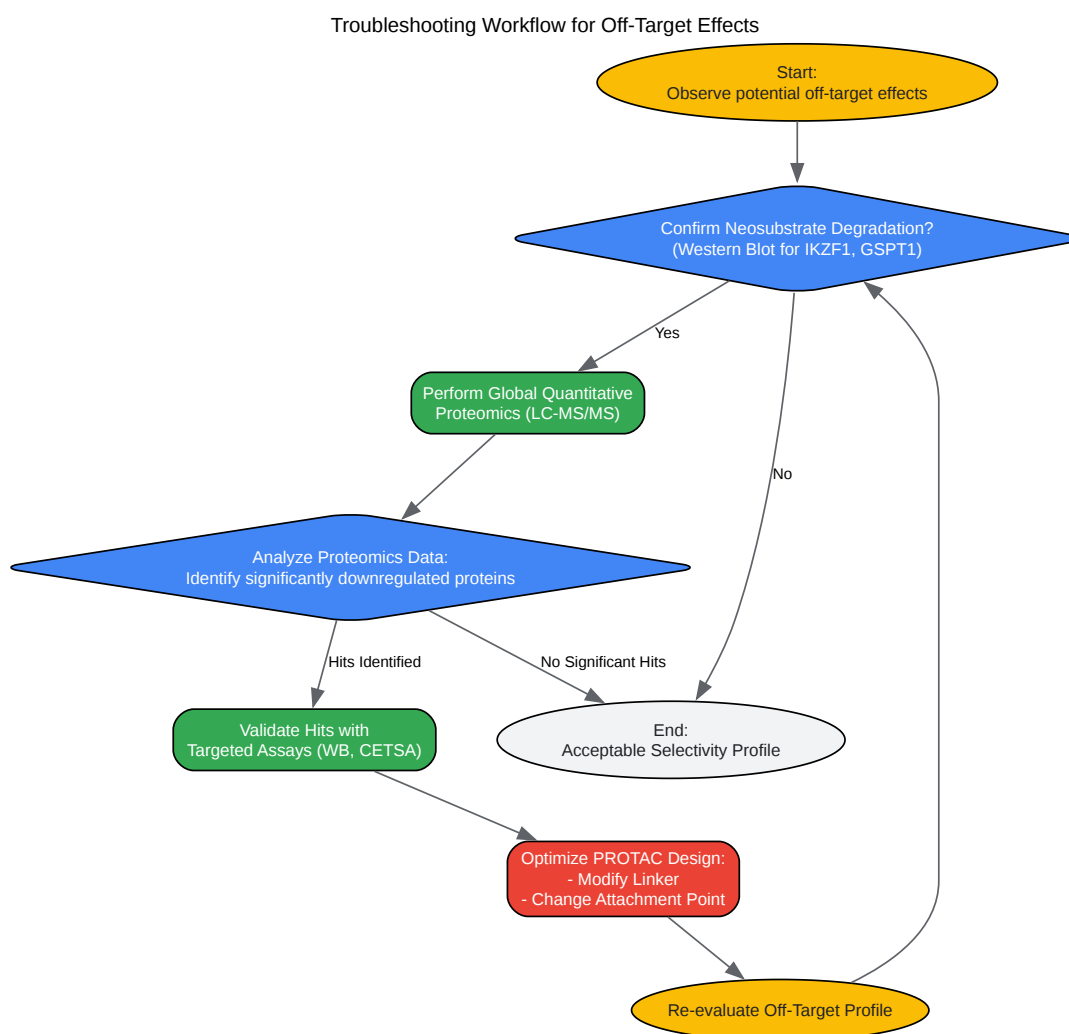 Troubleshooting Workflow for Off-Target Effects
Start:
Observe potential off-target effects
Confirm Neosubstrate Degradation?
(Western Blot for IKZF1, GSPT1)
Yes
Perform Global Quantitative
Proteomics (LC-MS/MS)
No
Analyze Proteomics Data:
Identify significantly downregulated proteins
Hits Identified
No Significant Hits
Validate Hits with
Targeted Assays (WB, CETSA)
End:
Acceptable Selectivity Profile
Optimize PROTAC Design:
- Modify Linker
- Change Attachment Point
Re-evaluate Off-Target Profile